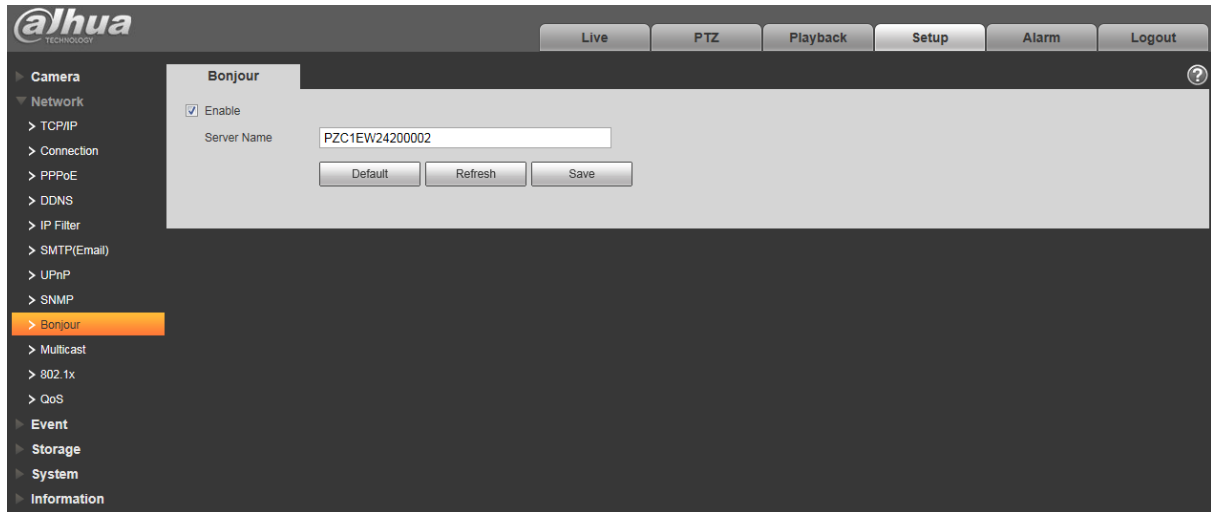 alhua
TECHNOLOGY
Live
PTZ
Playback
Setup
Alarm
Logout
Camera
Network
TCP/IP
Connection
PPPoE
DDNS
IP Filter
SMTP(Email)
UPnP
SNMP
Bonjour
Multicast
802.1x
QoS
Event
Storage
System
Information
Bonjour
?
Enable
Server Name PZC1EW24200002
Default Refresh Save